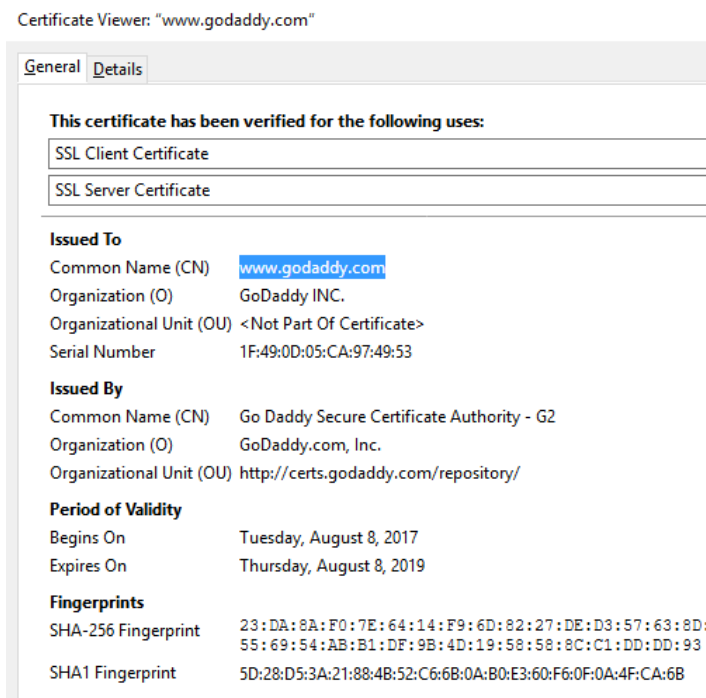 Certificate Viewer: "www.godaddy.com"
General Details
This certificate has been verified for the following uses:
SSL Client Certificate
SSL Server Certificate
Issued To
Common Name (CN) www.godaddy.com
Organization (O) GoDaddy INC.
Organizational Unit (OU) <Not Part Of Certificate>
Serial Number 1F:49:0D:05:CA:97:49:53
Issued By
Common Name (CN) Go Daddy Secure Certificate Authority - G2
Organization (O) GoDaddy.com, Inc.
Organizational Unit (OU) http://certs.godaddy.com/repository/
Period of Validity
Begins On Tuesday, August 8, 2017
Expires On Thursday, August 8, 2019
Fingerprints
SHA-256 Fingerprint 23:DA:8A:F0:7E:64:14:F9:6D:82:27:DE:D3:57:63:8D:
55:69:54:AB:B1:DF:9B:4D:19:58:58:8C:C1:DD:DD:93
SHA1 Fingerprint 5D:28:D5:3A:21:88:4B:52:C6:6B:0A:B0:E3:60:F6:0F:0A:4F:CA:6B